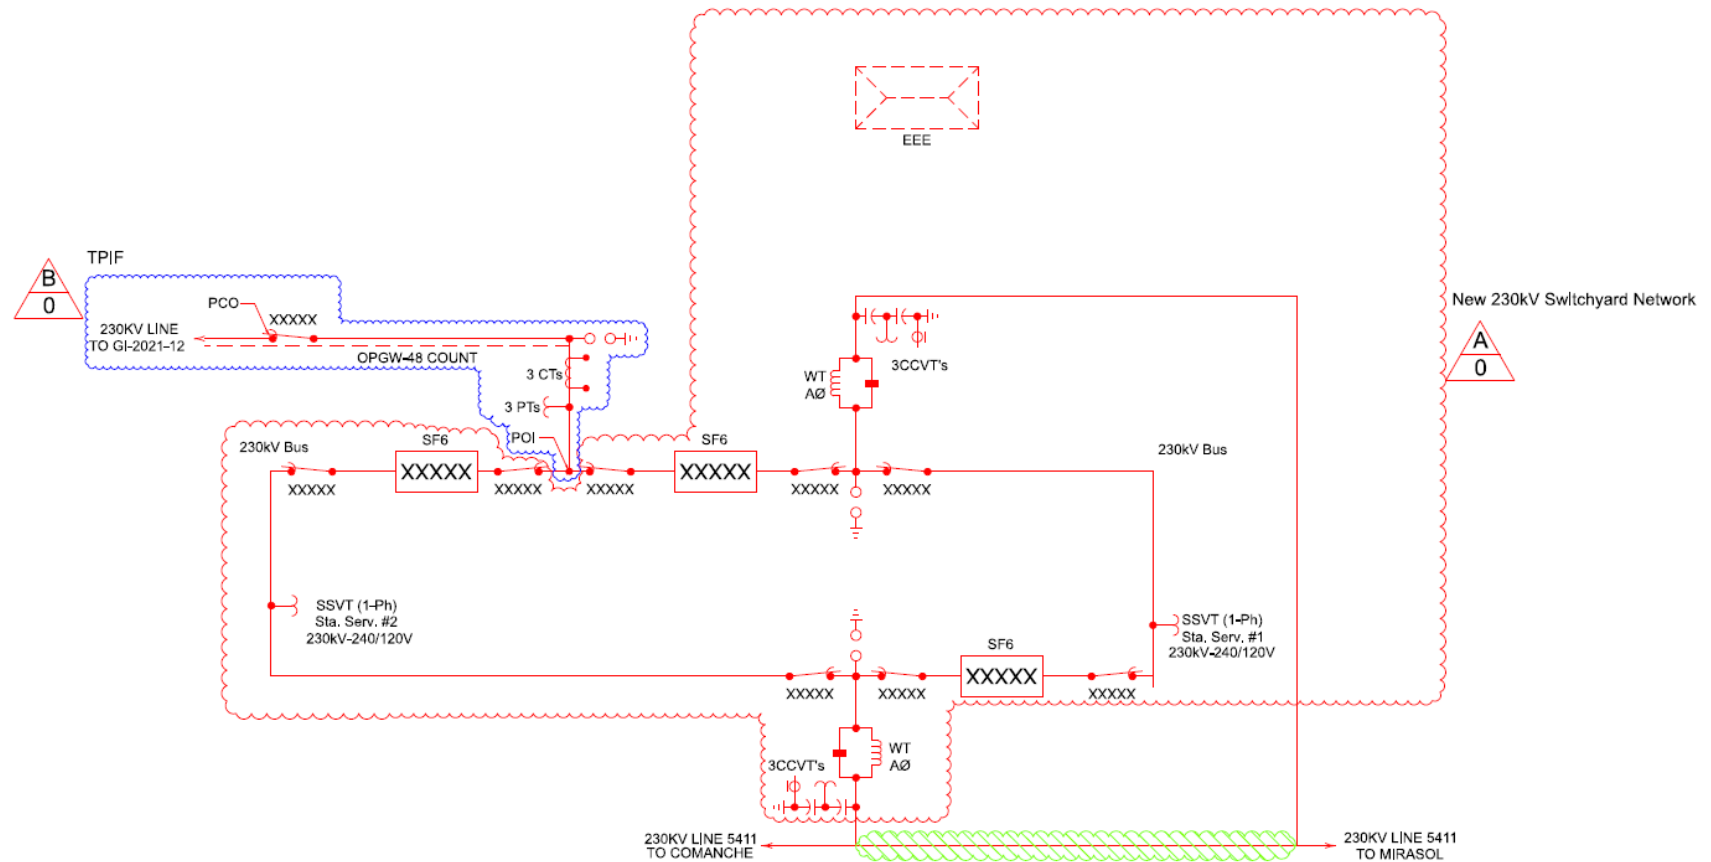 EEE
TPIF
B
0
PCO
XXXXX
230KV LINE
TO GI-2021-12
OPGW-48 COUNT
3 CTs
3 PTs
POI
New 230kV Switchyard Network
A
0
3CCVT's
WT
AØ
230kV Bus
SF6
XXXXX
SF6
XXXXX
230kV Bus
XXXXX
XXXXX
XXXXX
XXXXX
XXXXX
SSVT (1-Ph)
Sta. Serv. #2
230kV-240/120V
SSVT (1-Ph)
Sta. Serv. #1
230kV-240/120V
SF6
XXXXX
XXXXX
XXXXX
XXXXX
WT
AØ
3CCVT's
230KV LINE 5411
TO COMANCHE
230KV LINE 5411
TO MIRASOL